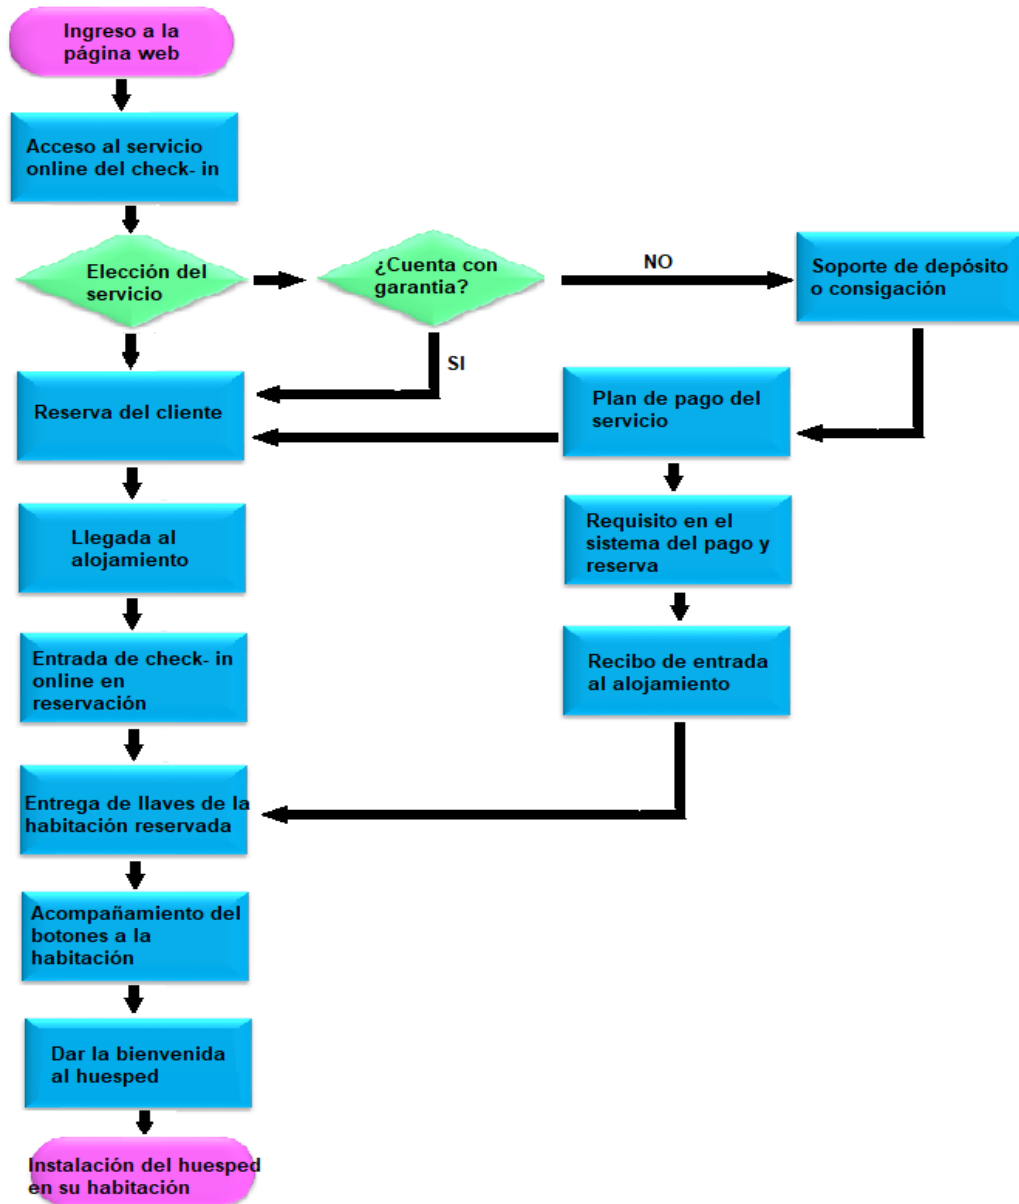 Ingreso a la
página web
Acceso al servicio
online del check- in
Elección del
servicio
¿Cuenta con
garantia?
NO
Soporte de depósito
o consigación
SI
Reserva del cliente
Plan de pago del
servicio
Llegada al
alojamiento
Requisito en el
sistema del pago y
reserva
Entrada de check- in
online en
reservación
Recibo de entrada
al alojamiento
Entrega de llaves de la
habitación reservada
Acompañamiento del
botones a la
habitación
Dar la bienvenida
al huesped
Instalación del huesped
en su habitación